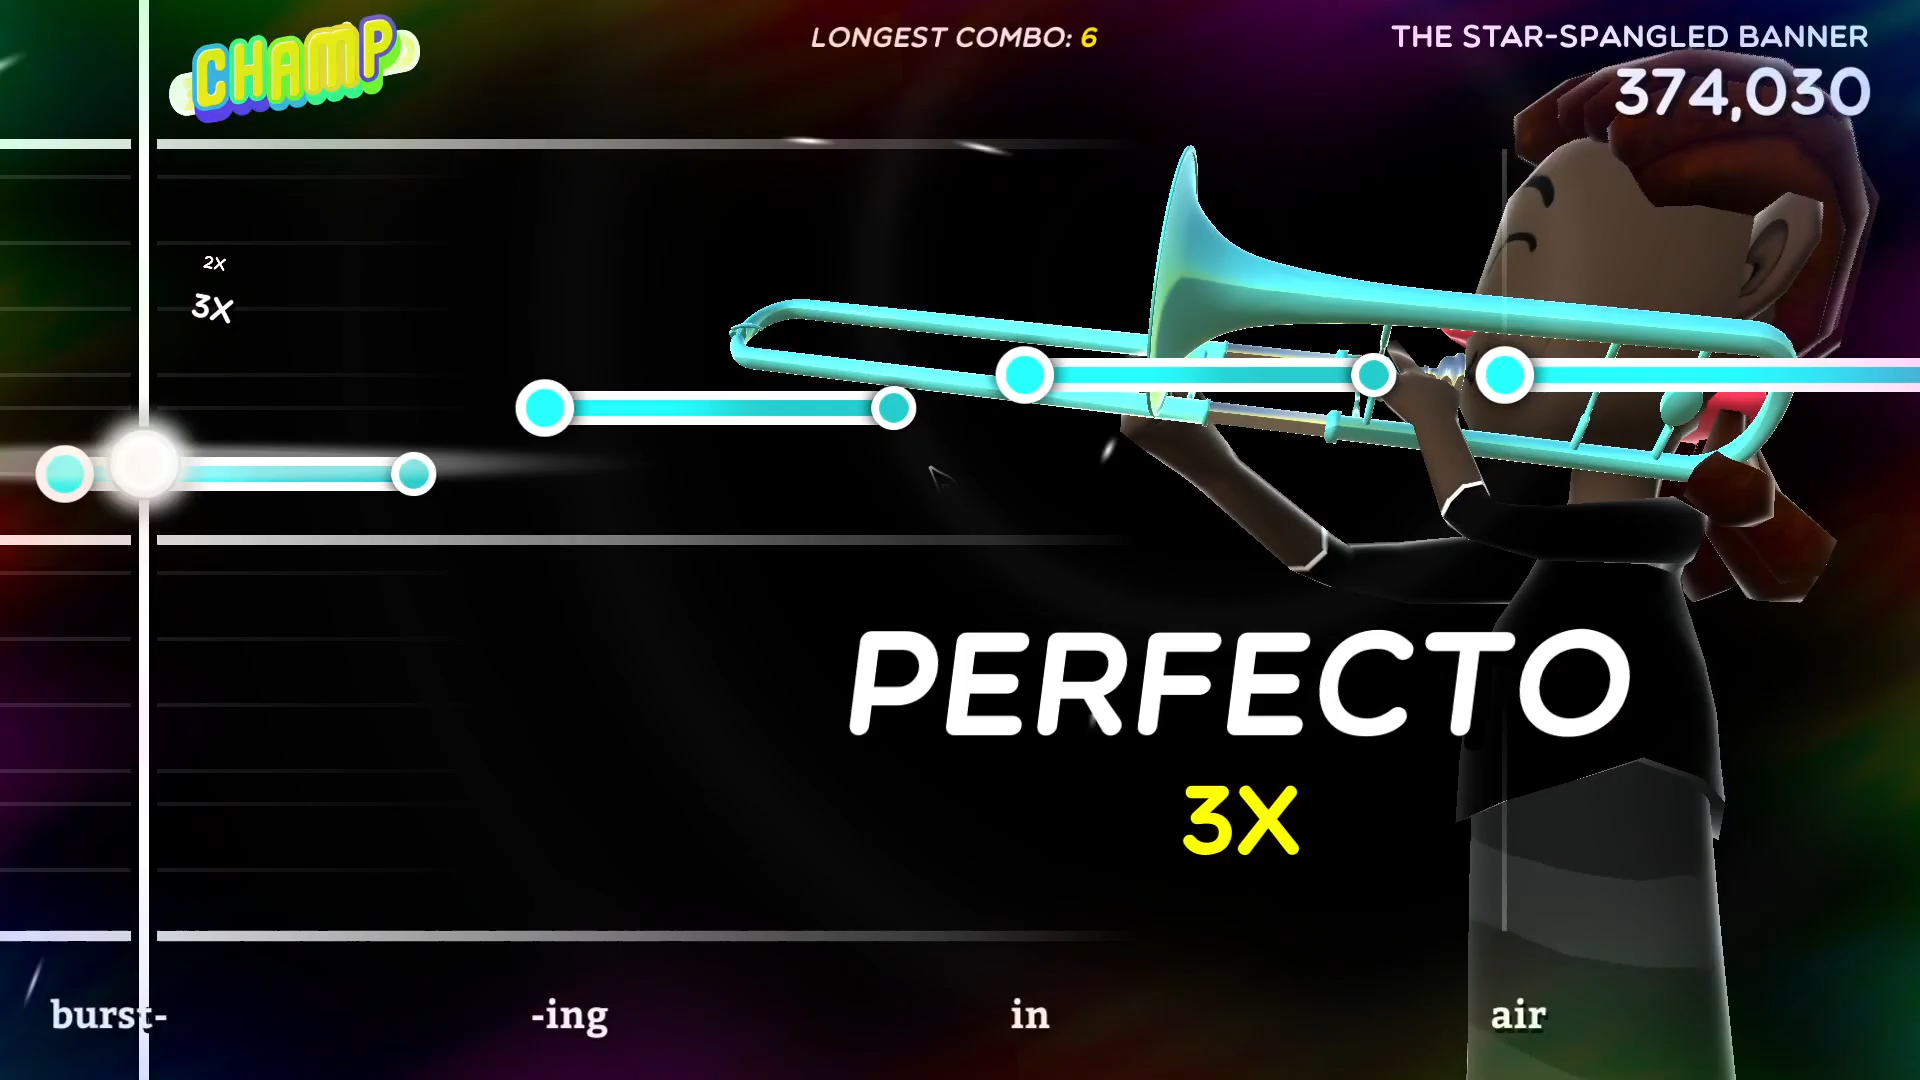 CHAMP
LONGEST COMBO: 6
THE STAR-SPANGLED BANNER
374,030
2X
3X
PERFECTO
3X
burst- -ing in air